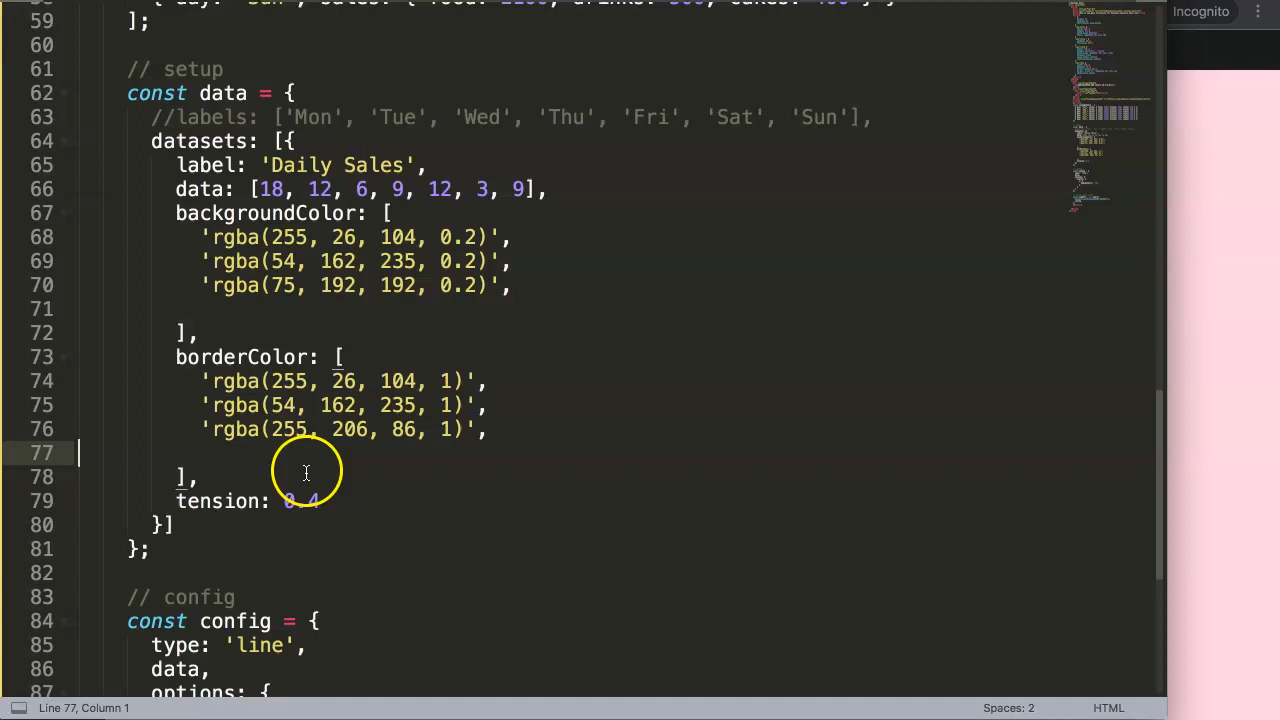 Incognito
59 ];
60
61 // setup
62 const data = {
63 //labels: ['Mon', 'Tue', 'Wed', 'Thu', 'Fri', 'Sat', 'Sun'],
64 datasets: [{
65 label: 'Daily Sales',
66 data: [18, 12, 6, 9, 12, 3, 9],
67 backgroundColor: [
68 'rgba(255, 26, 104, 0.2)',
69 'rgba(54, 162, 235, 0.2)',
70 'rgba(75, 192, 192, 0.2)',
71
72 ],
73 borderColor: [
74 'rgba(255, 26, 104, 1)',
75 'rgba(54, 162, 235, 1)',
76 'rgba(255, 206, 86, 1)',
77
78 ],
79 tension: 0.4
80 }]
81 };
82
83 // config
84 const config = {
85 type: 'line',
86 data,
87 options: {
Line 77, Column 1 Spaces: 2 HTML